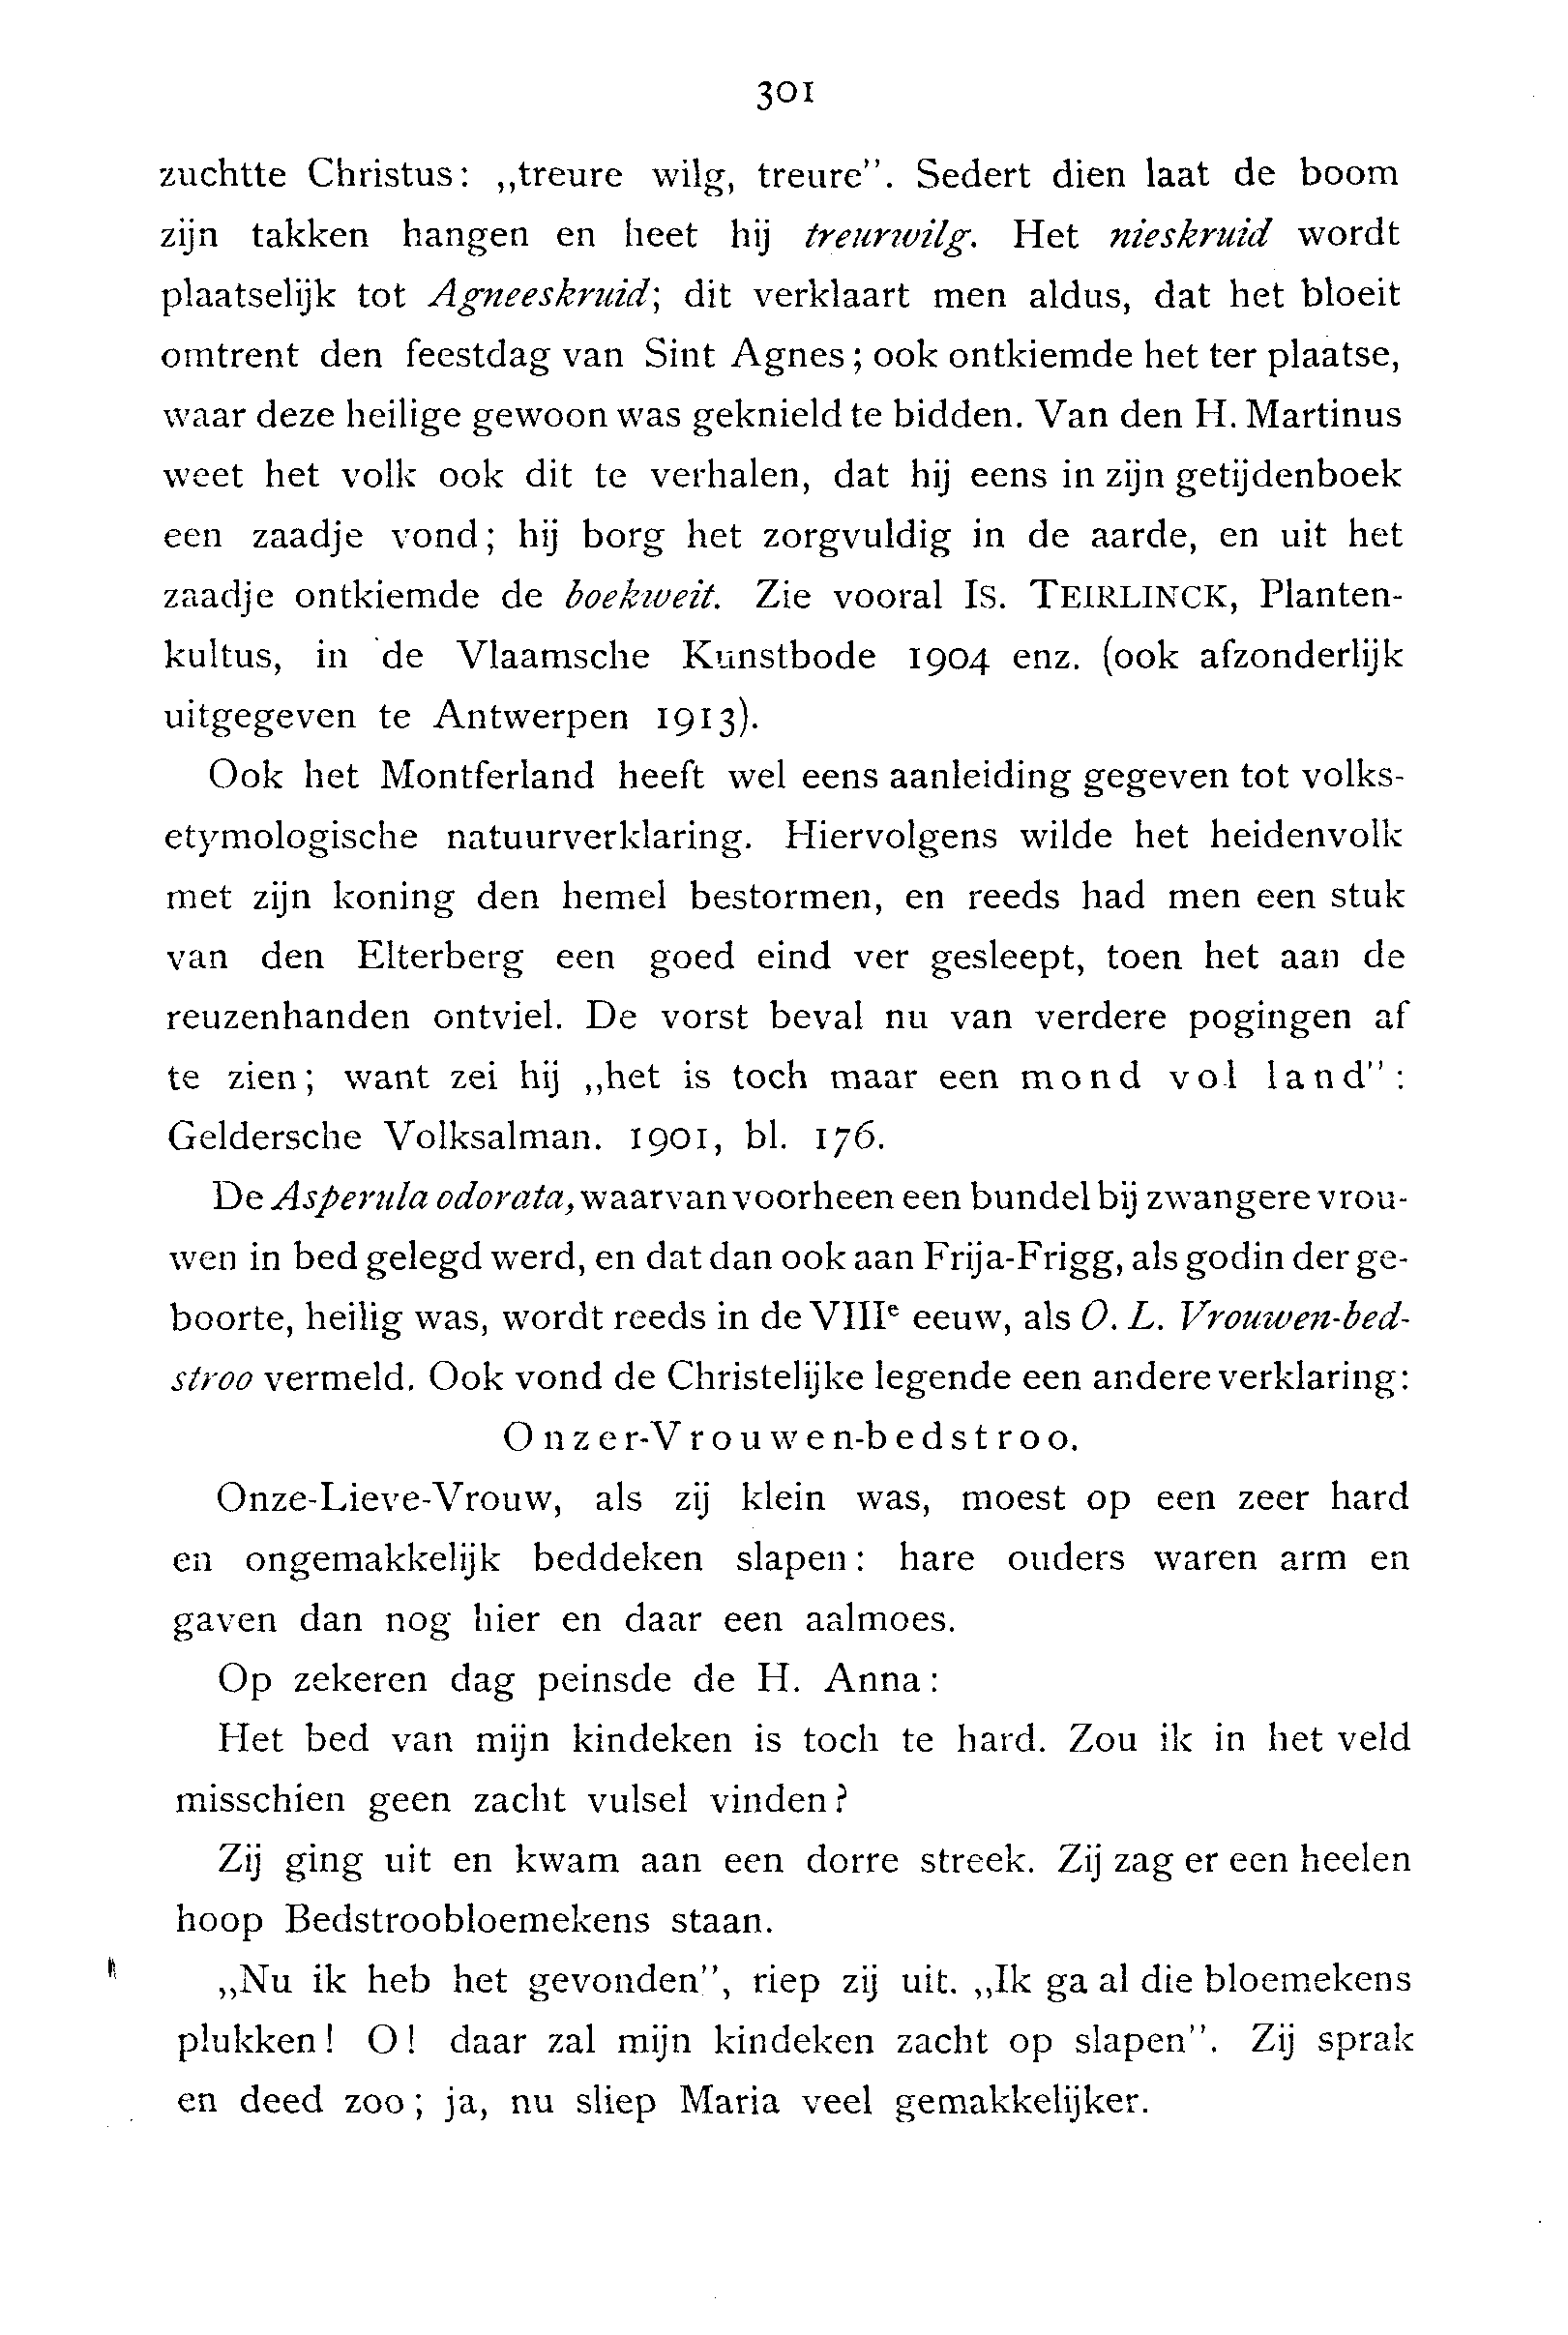 301
zuchtte Christus: „treure wilg, treure”. Sedert dien laat de boom
zijn takken hangen en heet hij treurwilg. Het nieskruid wordt
plaatselijk tot Agneeskruid; dit verklaart men aldus, dat het bloeit
omtrent den feestdag van Sint Agnes; ook ontkiemde het ter plaatse,
waar deze heilige gewoon was geknield te bidden. Van den H. Martinus
weet het volk ook dit te verhalen, dat hij eens in zijn getijdenboek
een zaadje vond; hij borg het zorgvuldig in de aarde, en uit het
zaadje ontkiemde de boekweit. Zie vooral IS. TEIRLINCK, Planten-
kultus, in de Vlaamsche Kunstbode 1904 enz. (ook afzonderlijk
uitgegeven te Antwerpen 1913).
Ook het Montferland heeft wel eens aanleiding gegeven tot volks-
etymologische natuurverklaring. Hiervolgens wilde het heidenvolk
met zijn koning den hemel bestormen, en reeds had men een stuk
van den Elterberg een goed eind ver gesleept, toen het aan de
reuzenhanden ontviel. De vorst beval nu van verdere pogingen af
te zien; want zei hij „het is toch maar een mond vol land”:
Geldersche Volksalman. 1901, bl. 176.
De Asperula odorata, waarvan voorheen een bundel bij zwangere vrou-
wen in bed gelegd werd, en dat dan ook aan Frija-Frigg, als godin der ge-
boorte, heilig was, wordt reeds in de VIIIe eeuw, als O. L. Vrouwen-bed-
stroo vermeld. Ook vond de Christelijke legende een andere verklaring:
Onzer-Vrouwen-bedstroo.
Onze-Lieve-Vrouw, als zij klein was, moest op een zeer hard
en ongemakkelijk beddeken slapen: hare ouders waren arm en
gaven dan nog hier en daar een aalmoes.
Op zekeren dag peinsde de H. Anna:
Het bed van mijn kindeken is toch te hard. Zou ik in het veld
misschien geen zacht vulsel vinden?
Zij ging uit en kwam aan een dorre streek. Zij zag er een heelen
hoop Bedstroobloemekens staan.
„Nu ik heb het gevonden”, riep zij uit. „Ik ga al die bloemekens
plukken! O! daar zal mijn kindeken zacht op slapen”. Zij sprak
en deed zoo; ja, nu sliep Maria veel gemakkelijker.